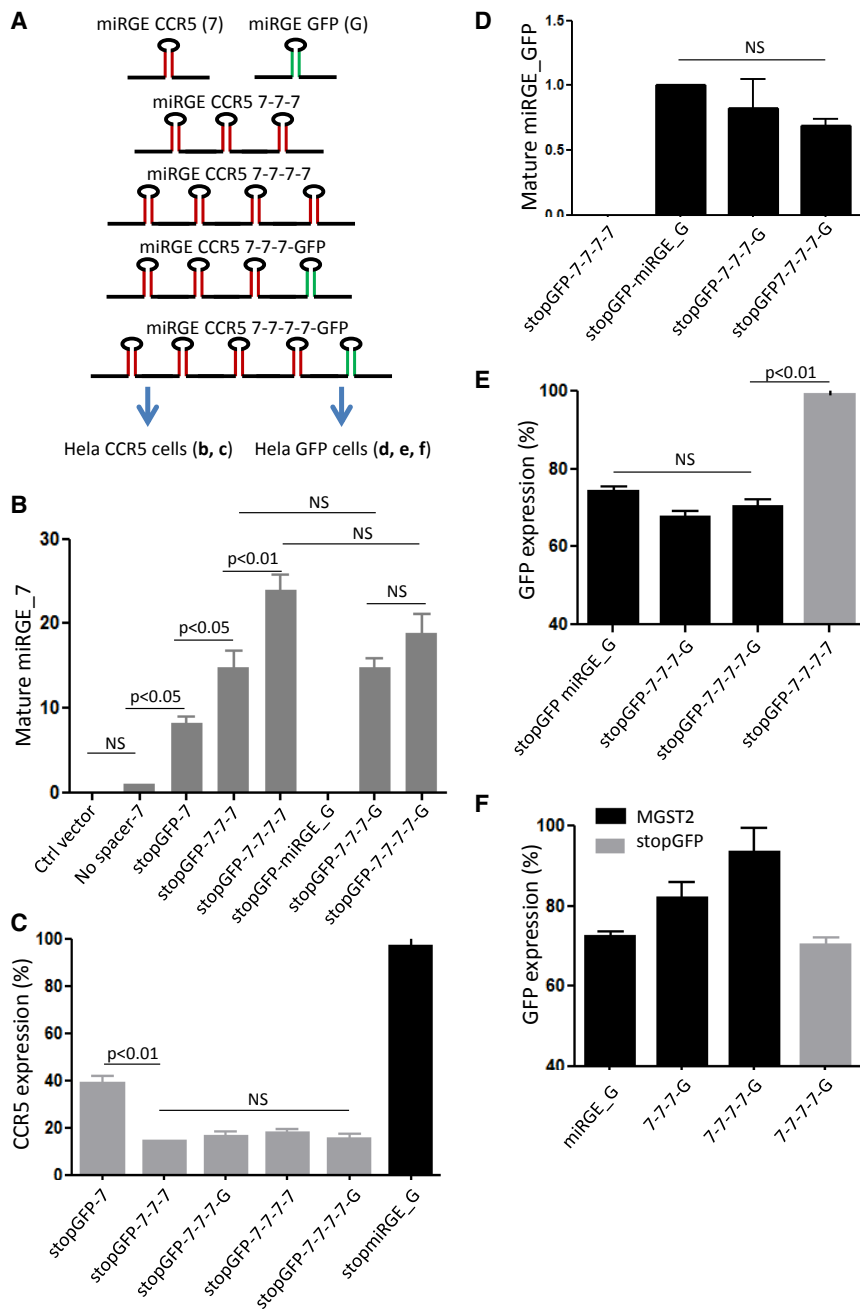 A
miRGE CCR5 (7)
miRGE GFP (G)
miRGE CCR5 7-7-7
miRGE CCR5 7-7-7-7
miRGE CCR5 7-7-7-GFP
miRGE CCR5 7-7-7-7-GFP
Hela CCR5 cells (b, c)
Hela GFP cells (d, e, f)
B
Mature miRGE_7
30
20
10
0
NS
p<0.05
p<0.05
p<0.01
NS
NS
NS
Ctrl vector
No spacer-7
stopGFP-7
stopGFP-7-7-7
stopGFP-7-7-7-7
stopGFP-miRGE_G
stopGFP-7-7-7-G
stopGFP-7-7-7-7-G
C
CCR5 expression (%)
100
80
60
40
20
0
p<0.01
NS
stopGFP-7
stopGFP-7-7-7
stopGFP-7-7-7-G
stopGFP-7-7-7-7
stopGFP-7-7-7-7-G
stopmiRGE_G
D
Mature miRGE_GFP
1.5
1.0
0.5
0.0
NS
stopGFP-7-7-7-7
stopGFP-miRGE_G
stopGFP-7-7-7-G
stopGFP7-7-7-7-G
E
GFP expression (%)
100
80
60
40
p<0.01
NS
stopGFP miRGE_G
stopGFP-7-7-7-G
stopGFP-7-7-7-7-G
stopGFP-7-7-7-7
F
MGST2
stopGFP
GFP expression (%)
100
80
60
40
miRGE_G
7-7-7-G
7-7-7-7-G
7-7-7-7-G